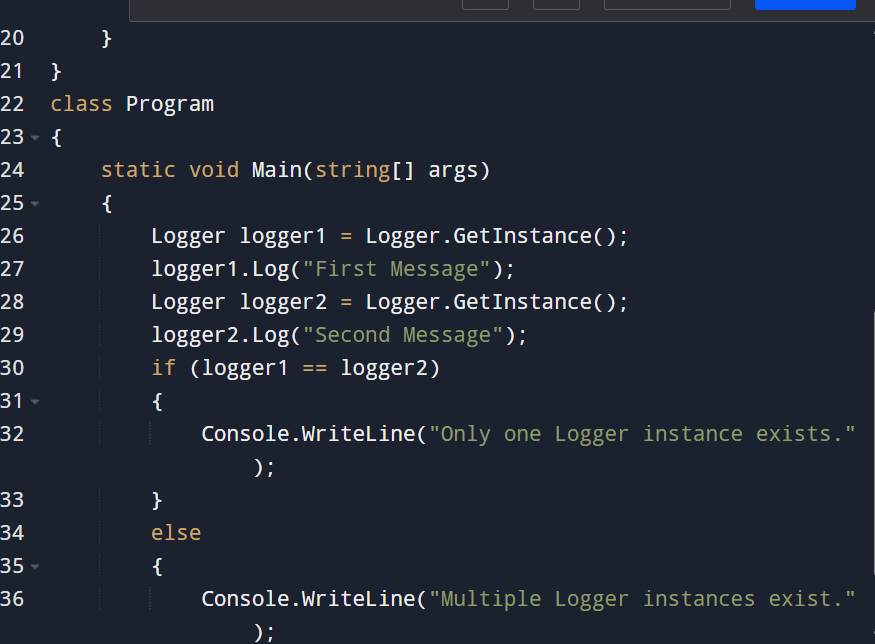 20 }
21 }
22 class Program
23 {
24 static void Main(string[] args)
25 {
26 Logger logger1 = Logger.GetInstance();
27 logger1.Log("First Message");
28 Logger logger2 = Logger.GetInstance();
29 logger2.Log("Second Message");
30 if (logger1 == logger2)
31 {
32 Console.WriteLine("Only one Logger instance exists."
);
33 }
34 else
35 {
36 Console.WriteLine("Multiple Logger instances exist."
);